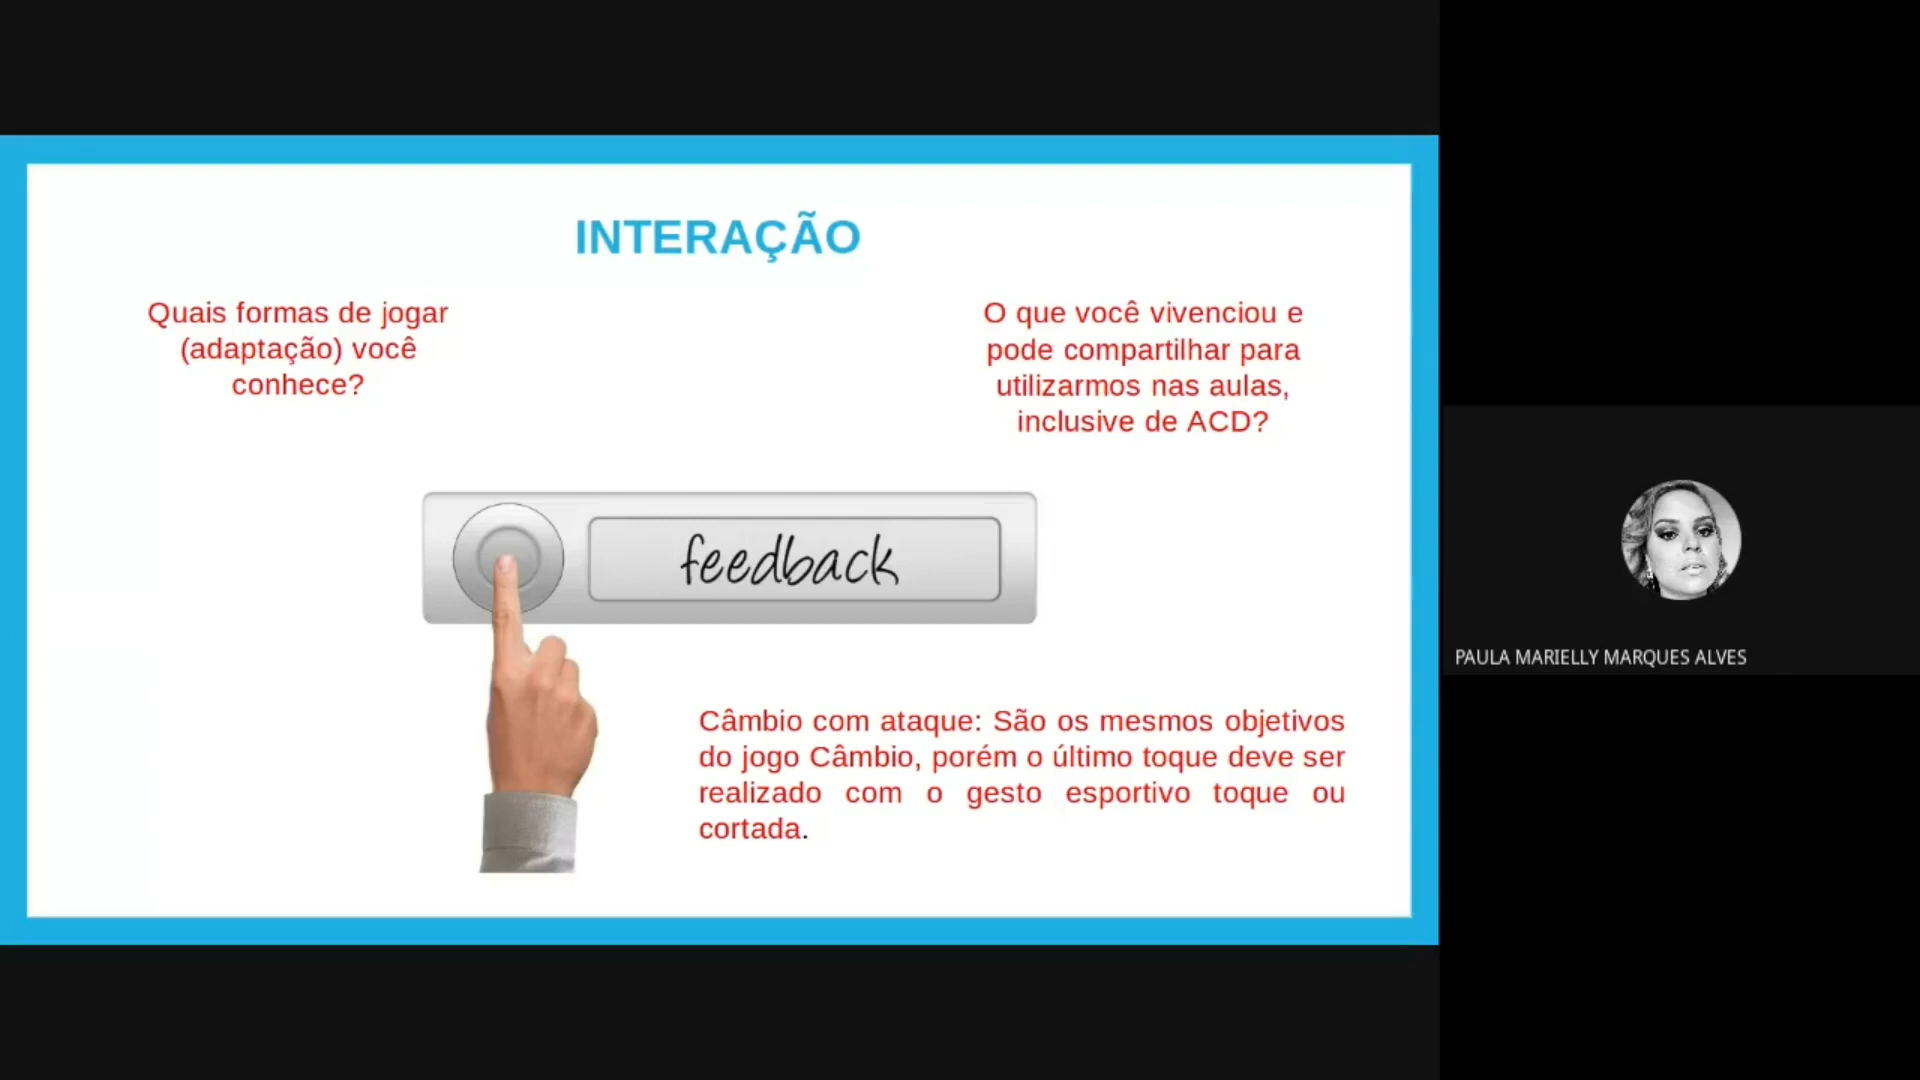 INTERAÇÃO
Quais formas de jogar
(adaptação) você
conhece?
O que você vivenciou e
pode compartilhar para
utilizarmos nas aulas,
inclusive de ACD?
feedback
Câmbio com ataque: São os mesmos objetivos
do jogo Câmbio, porém o último toque deve ser
realizado com o gesto esportivo toque ou
cortada.
PAULA MARIELLY MARQUES ALVES